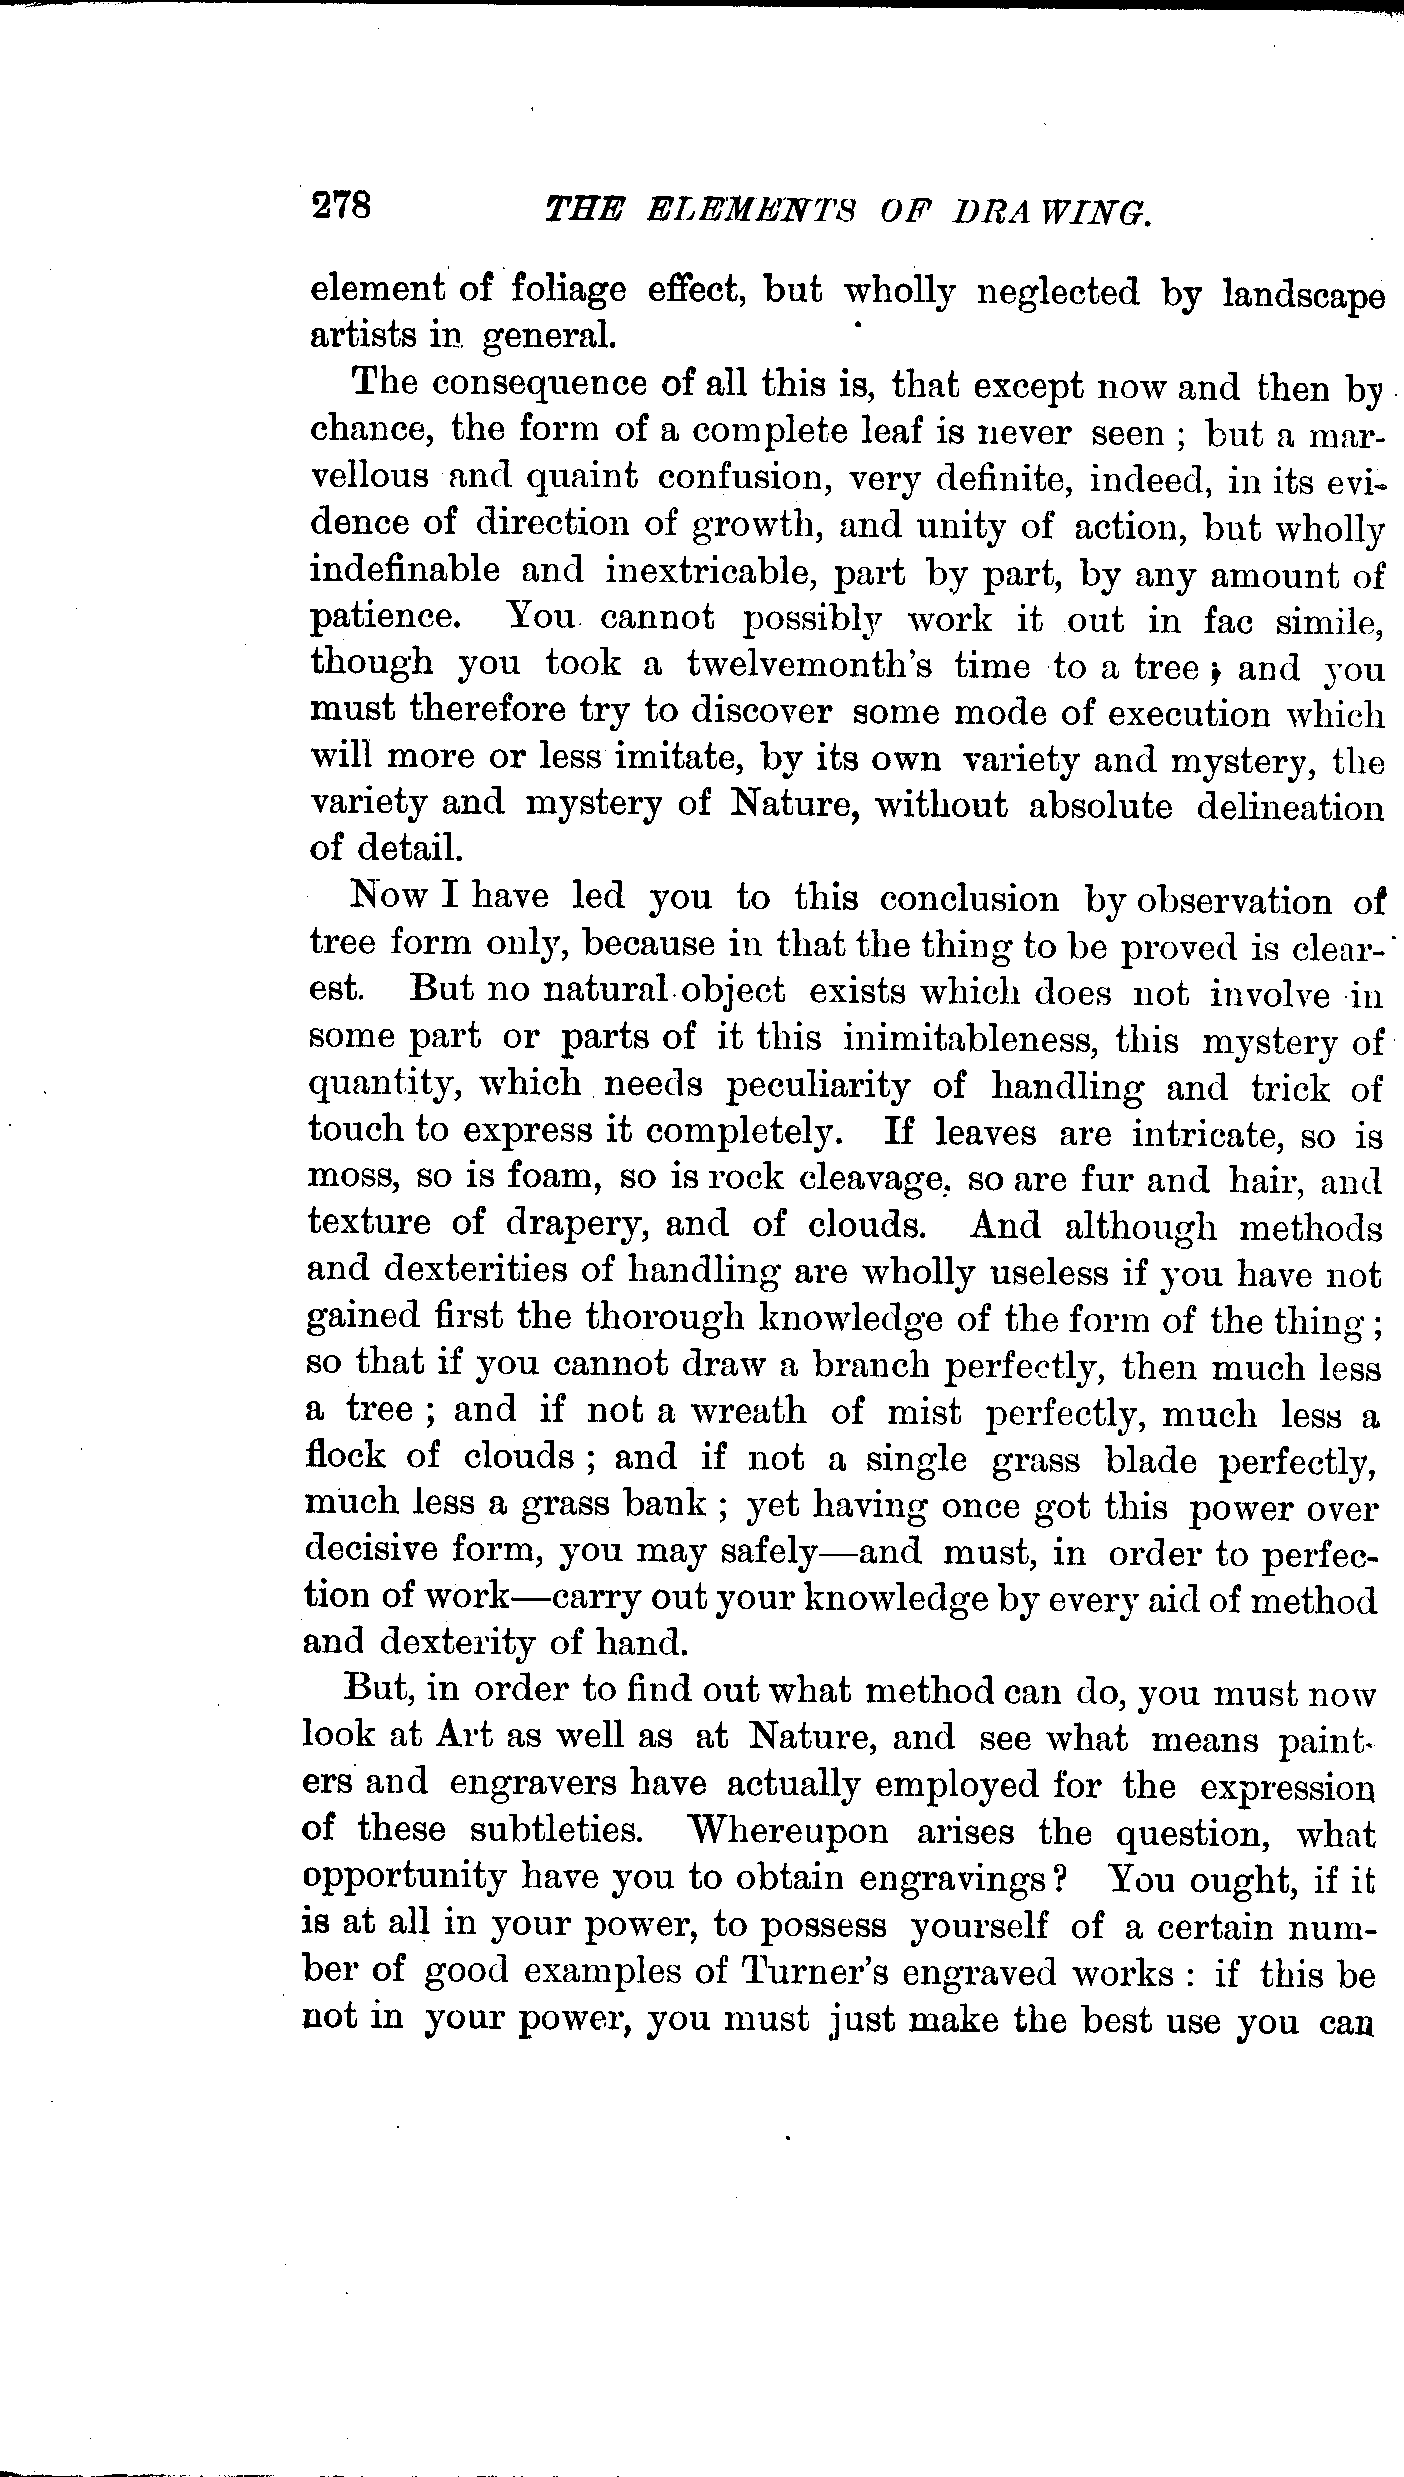 278 THE ELEMENTS OF DRAWING.
element of foliage effect, but wholly neglected by landscape
artists in general.
The consequence of all this is, that except now and then by
chance, the form of a complete leaf is never seen ; but a mar-
vellous and quaint confusion, very definite, indeed, in its evi-
dence of direction of growth, and unity of action, but wholly
indefinable and inextricable, part by part, by any amount of
patience. You cannot possibly work it out in fac simile,
though you took a twelvemonth's time to a tree ; and you
must therefore try to discover some mode of execution which
will more or less imitate, by its own variety and mystery, the
variety and mystery of Nature, without absolute delineation
of detail.
Now I have led you to this conclusion by observation of
tree form only, because in that the thing to be proved is clear-
est. But no natural object exists which does not involve in
some part or parts of it this inimitableness, this mystery of
quantity, which needs peculiarity of handling and trick of
touch to express it completely. If leaves are intricate, so is
moss, so is foam, so is rock cleavage, so are fur and hair, and
texture of drapery, and of clouds. And although methods
and dexterities of handling are wholly useless if you have not
gained first the thorough knowledge of the form of the thing ;
so that if you cannot draw a branch perfectly, then much less
a tree ; and if not a wreath of mist perfectly, much less a
flock of clouds ; and if not a single grass blade perfectly,
much less a grass bank ; yet having once got this power over
decisive form, you may safely—and must, in order to perfec-
tion of work—carry out your knowledge by every aid of method
and dexterity of hand.
But, in order to find out what method can do, you must now
look at Art as well as at Nature, and see what means paint-
ers and engravers have actually employed for the expression
of these subtleties. Whereupon arises the question, what
opportunity have you to obtain engravings? You ought, if it
is at all in your power, to possess yourself of a certain num-
ber of good examples of Turner's engraved works : if this be
not in your power, you must just make the best use you can